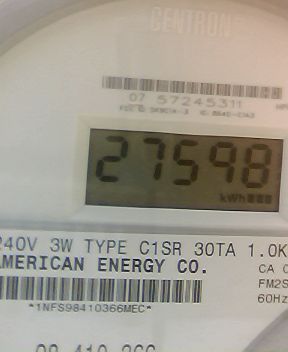 CENTRON
07 57245311
27598
kWh
240V 3W TYPE C1SR 30TA 1.0K
AMERICAN ENERGY CO.
CA 0
FM2S
60Hz
*1NFS98410366MEC*